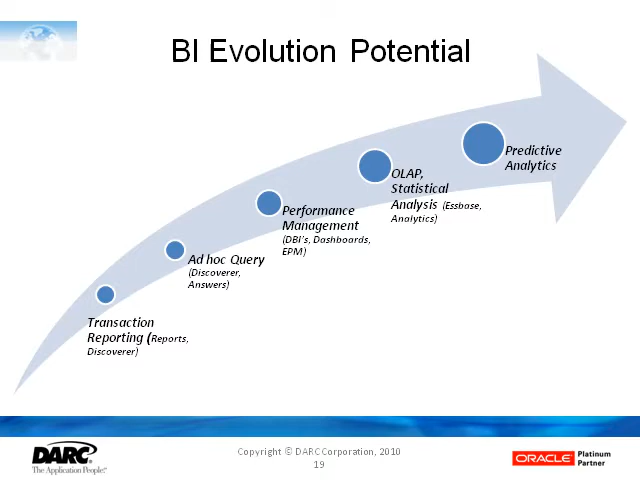 BI Evolution Potential
Predictive
Analytics
OLAP,
Statistical
Analysis (Essbase,
Analytics)
Performance
Management
(DBI's, Dashboards,
EPM)
Ad hoc Query
(Discoverer,
Answers)
Transaction
Reporting (Reports,
Discoverer)
DARC
The Application People.
Copyright © DARC Corporation, 2010
19
ORACLE Platinum
Partner